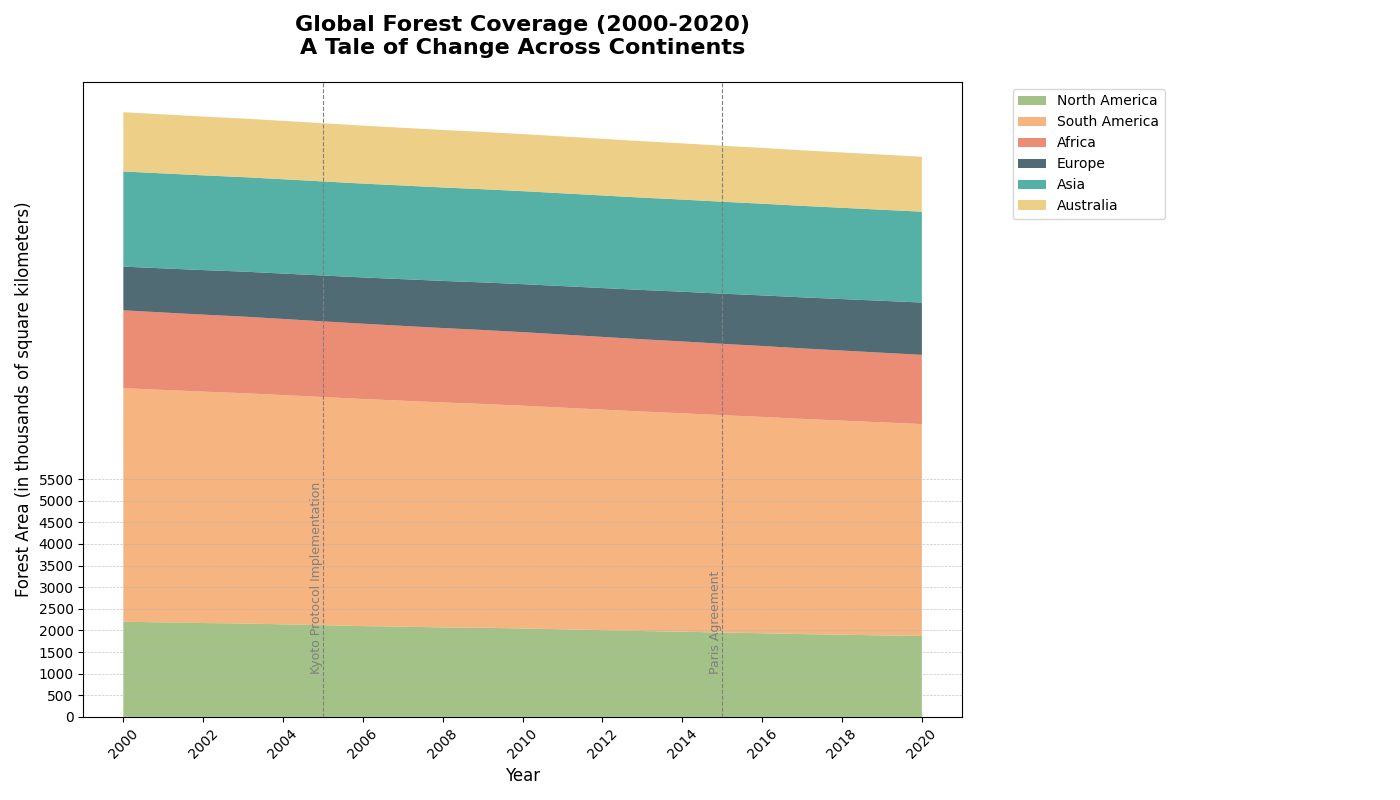 Global Forest Coverage (2000-2020)
A Tale of Change Across Continents
Forest Area (in thousands of square kilometers)
5500
5000
4500
4000
3500
3000
2500
2000
1500
1000
500
0
Kyoto Protocol Implementation
Paris Agreement
2000
2002
2004
2006
2008
2010
2012
2014
2016
2018
2020
Year
North America
South America
Africa
Europe
Asia
Australia